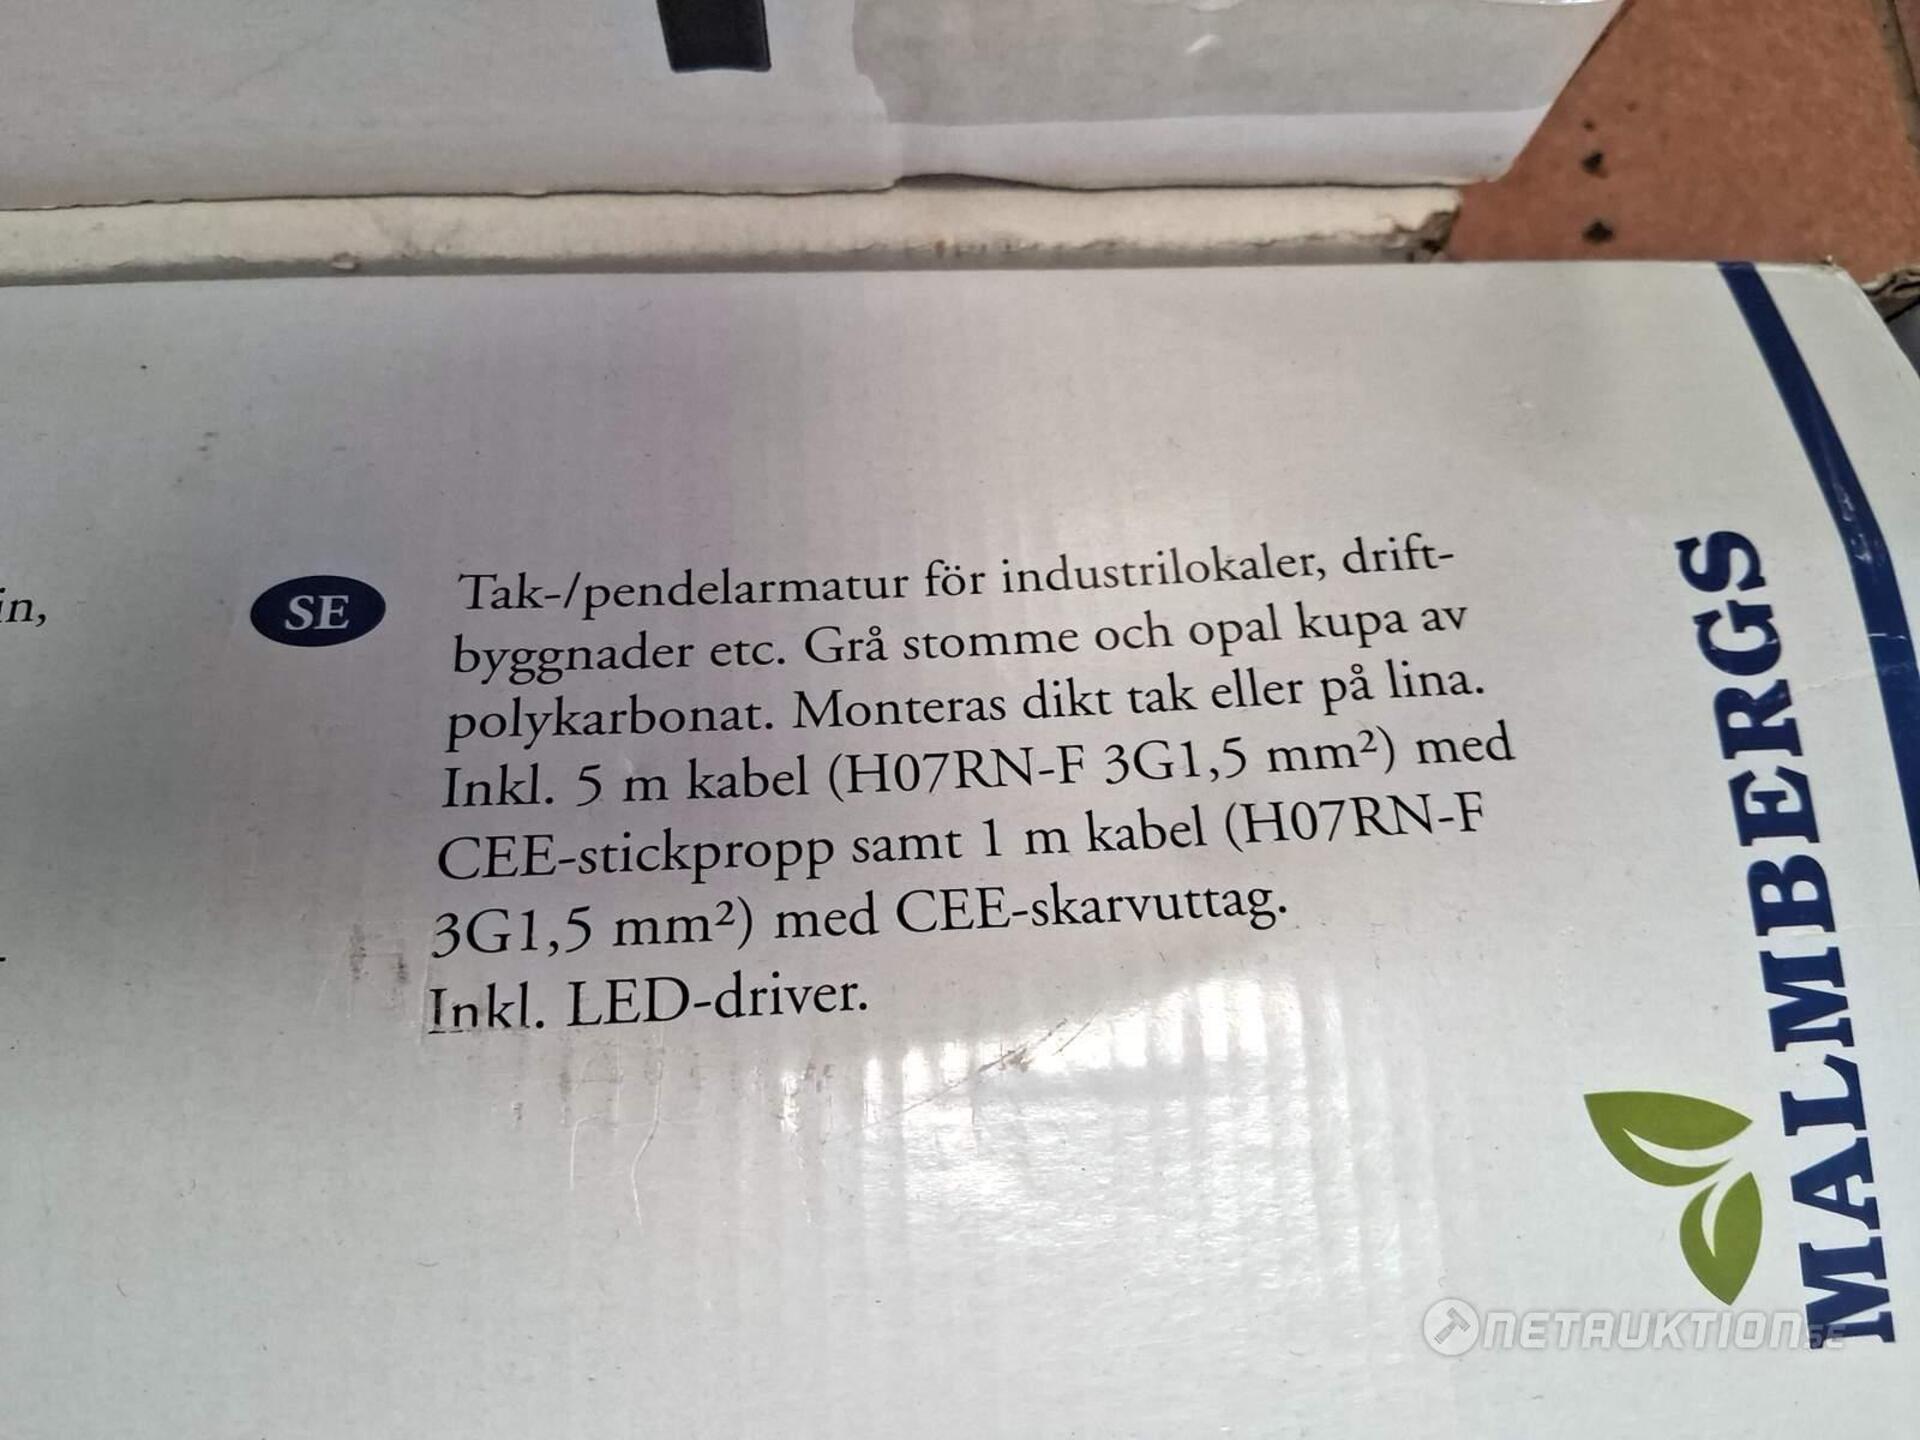 in,
SE
Tak-/pendelarmatur för industrilokaler, drift-
byggnader etc. Grå stomme och opal kupa av
polykarbonat. Monteras dikt tak eller på lina.
Inkl. 5 m kabel (H07RN-F 3G1,5 mm²) med
CEE-stickpropp samt 1 m kabel (H07RN-F
3G1,5 mm²) med CEE-skarvuttag.
Inkl. LED-driver.
MALMBERGS
NETAUKTION.SE